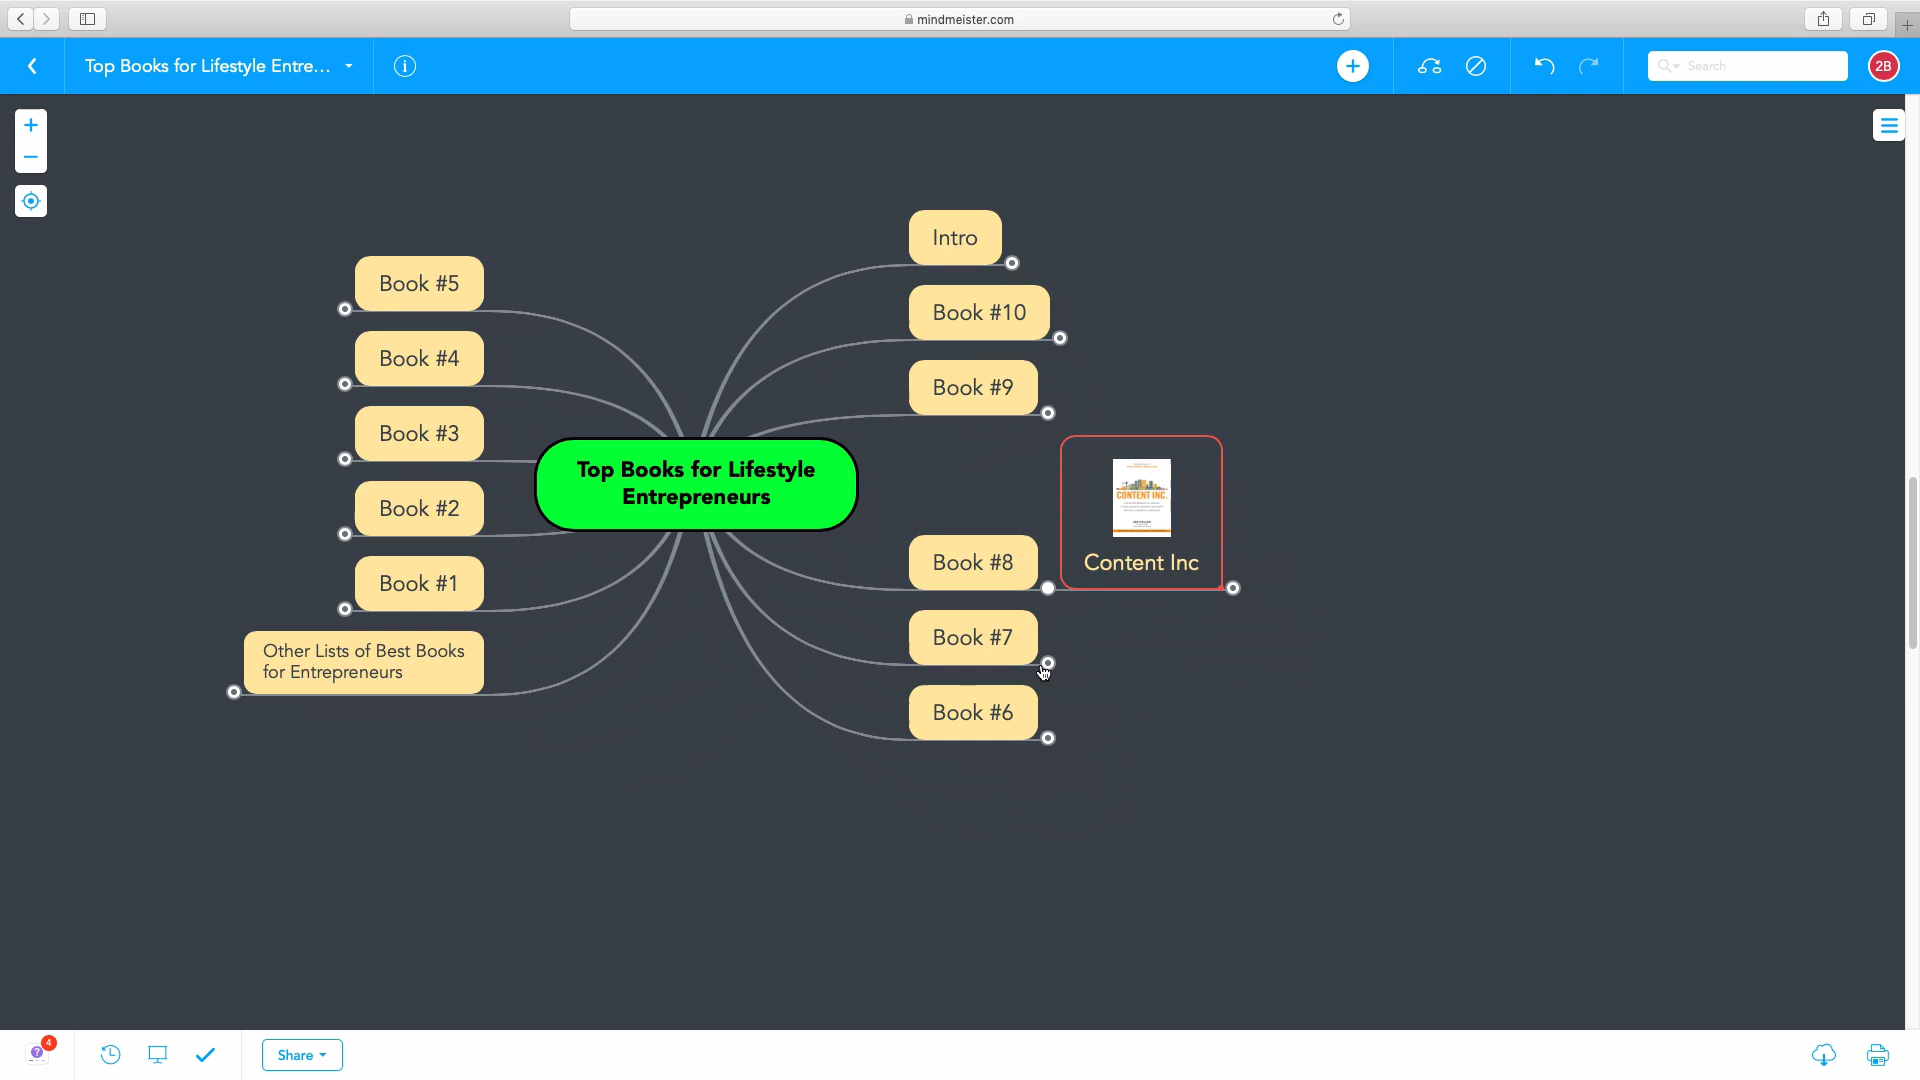 mindmeister.com
Top Books for Lifestyle Entre...
Search
2B
Intro
Book #5
Book #10
Book #4
Book #9
Book #3
Top Books for Lifestyle
Entrepreneurs
CONTENT INC.
Book #2
Book #8
Content Inc
Book #1
Book #7
Other Lists of Best Books
for Entrepreneurs
Book #6
4
?
Share